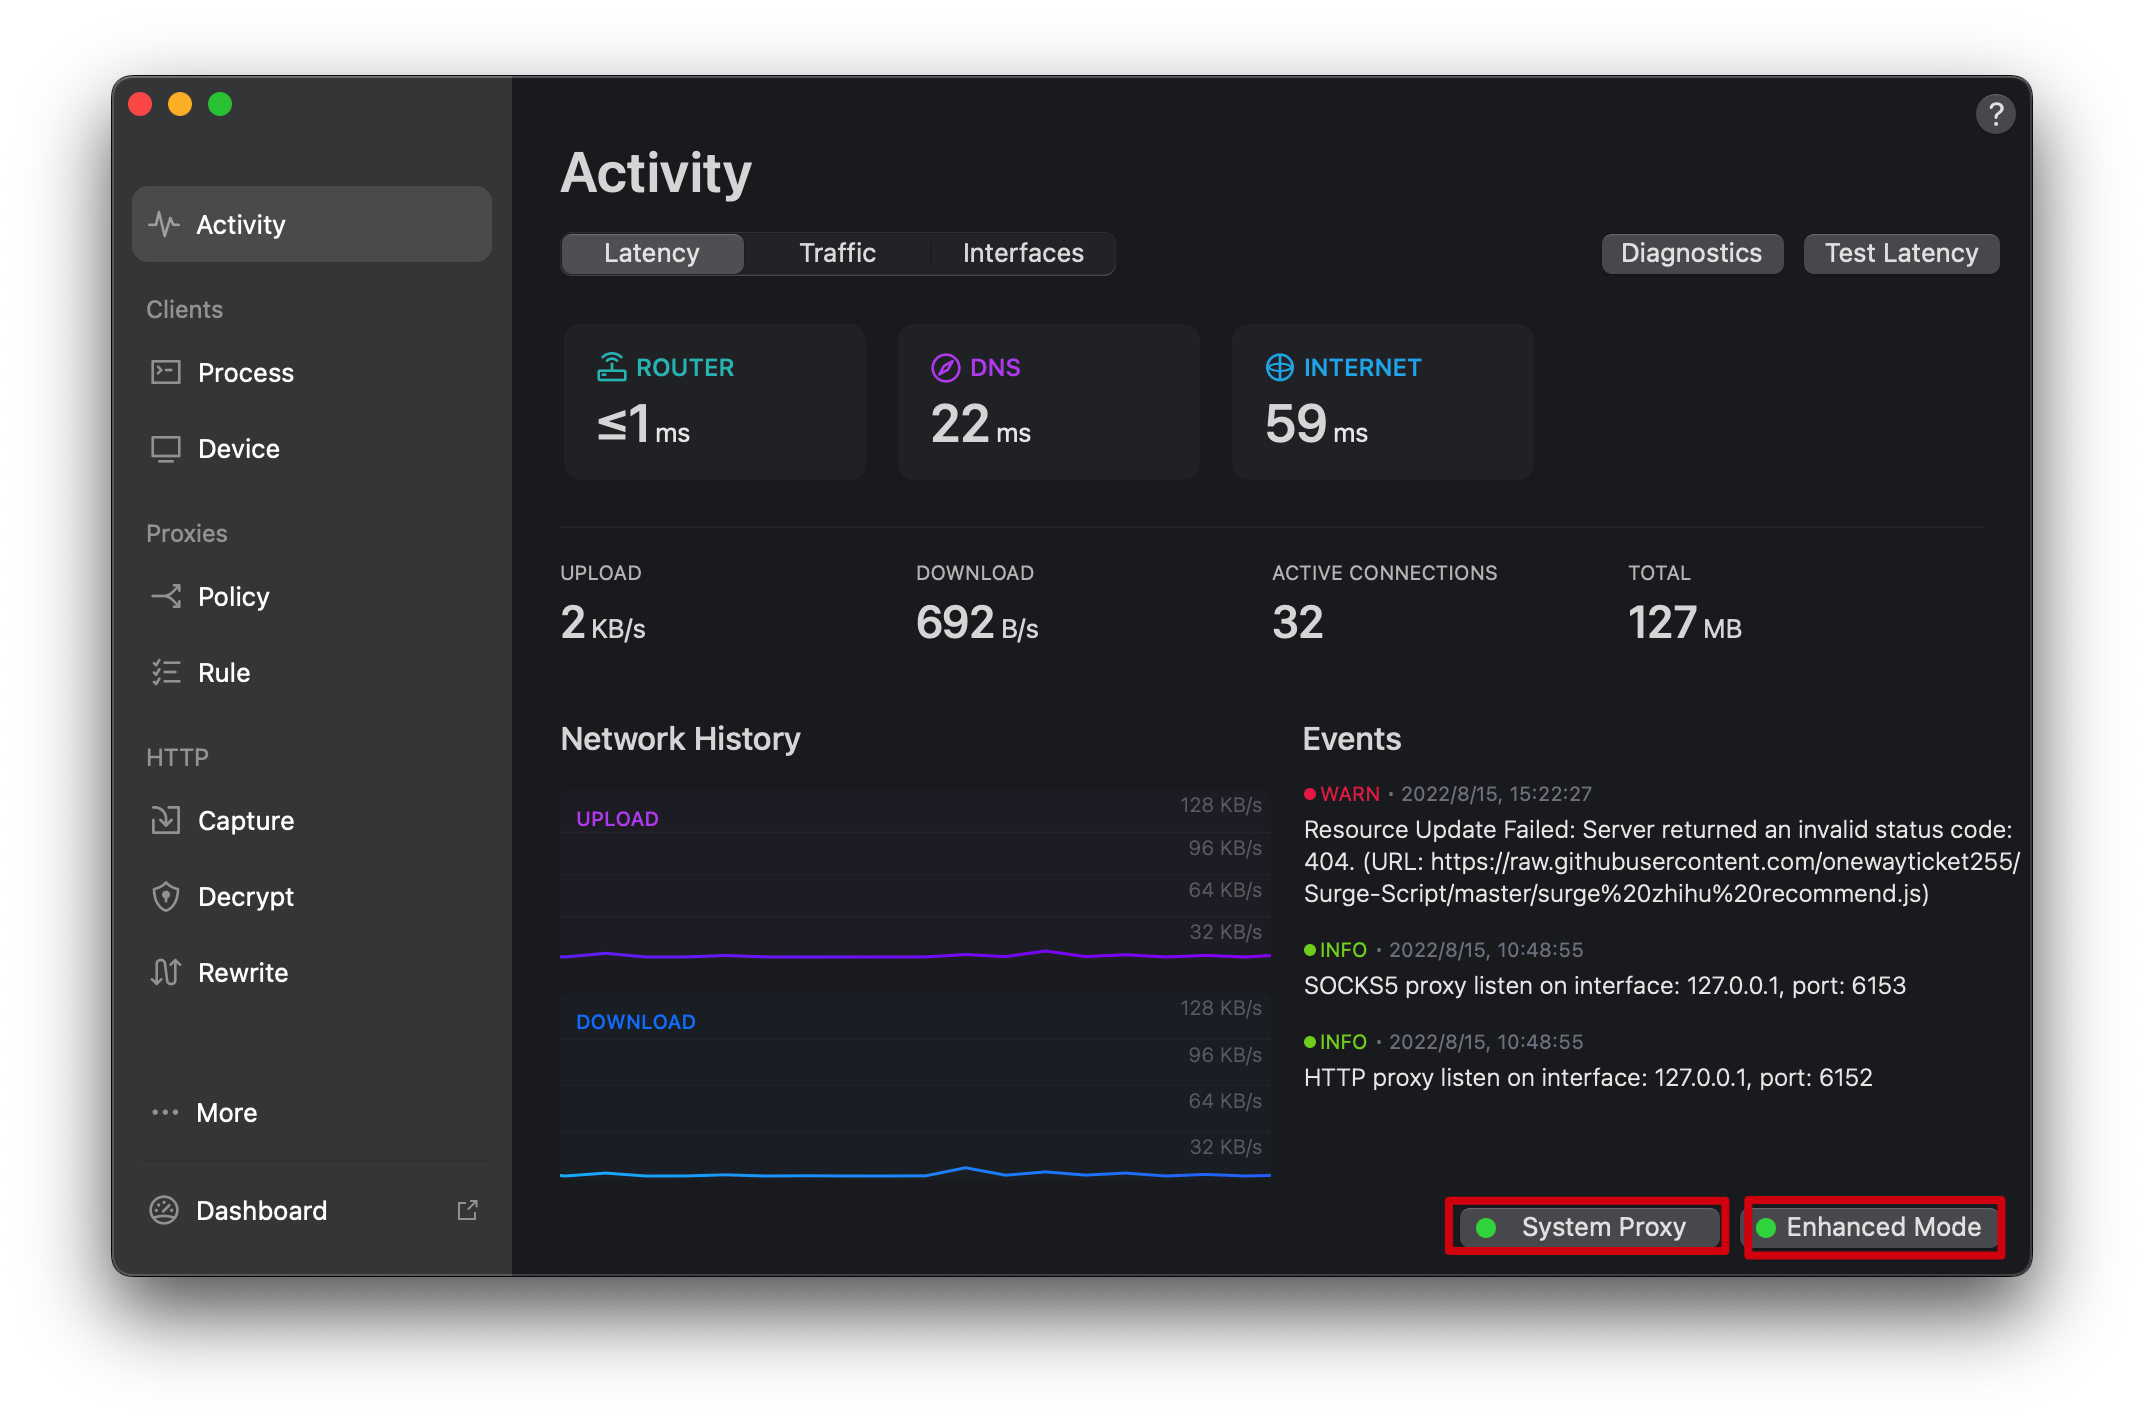 ?
Activity
Clients
Process
Device
Proxies
Policy
Rule
HTTP
Capture
Decrypt
Rewrite
More
Dashboard
Activity
Latency Traffic Interfaces
Diagnostics Test Latency
ROUTER
≤1 ms
DNS
22 ms
INTERNET
59 ms
UPLOAD
2 KB/s
DOWNLOAD
692 B/s
ACTIVE CONNECTIONS
32
TOTAL
127 MB
Network History
UPLOAD
128 KB/s
96 KB/s
64 KB/s
32 KB/s
DOWNLOAD
128 KB/s
96 KB/s
64 KB/s
32 KB/s
Events
WARN • 2022/8/15, 15:22:27
Resource Update Failed: Server returned an invalid status code:
404. (URL: https://raw.githubusercontent.com/onewayticket255/
Surge-Script/master/surge%20zhihu%20recommend.js)
INFO • 2022/8/15, 10:48:55
SOCKS5 proxy listen on interface: 127.0.0.1, port: 6153
INFO • 2022/8/15, 10:48:55
HTTP proxy listen on interface: 127.0.0.1, port: 6152
System Proxy
Enhanced Mode